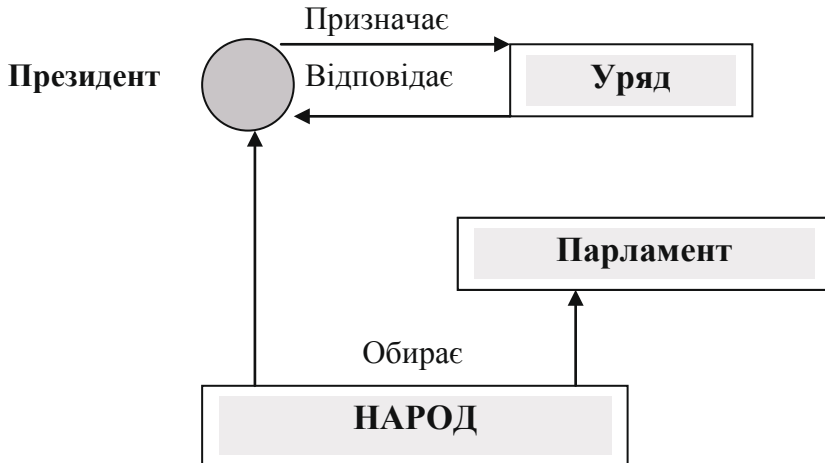 Призначає
Президент
Відповідає
Уряд
Парламент
Обирає
НАРОД